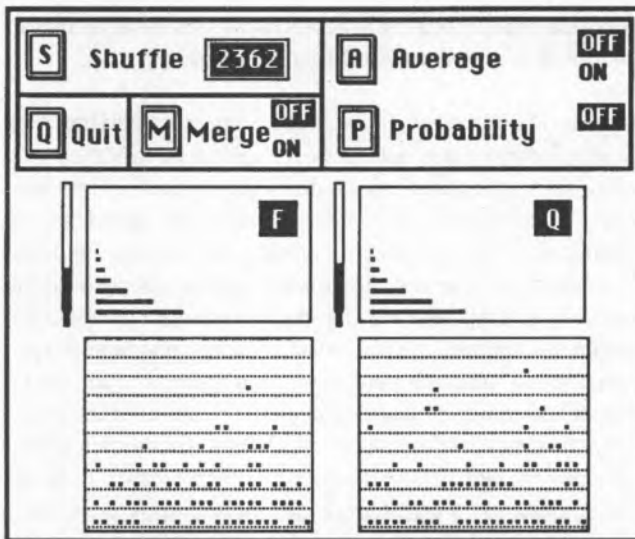 S Shuffle 2362
A Average OFF
ON
Q Quit M Merge OFF
ON
P Probability OFF
F
Q